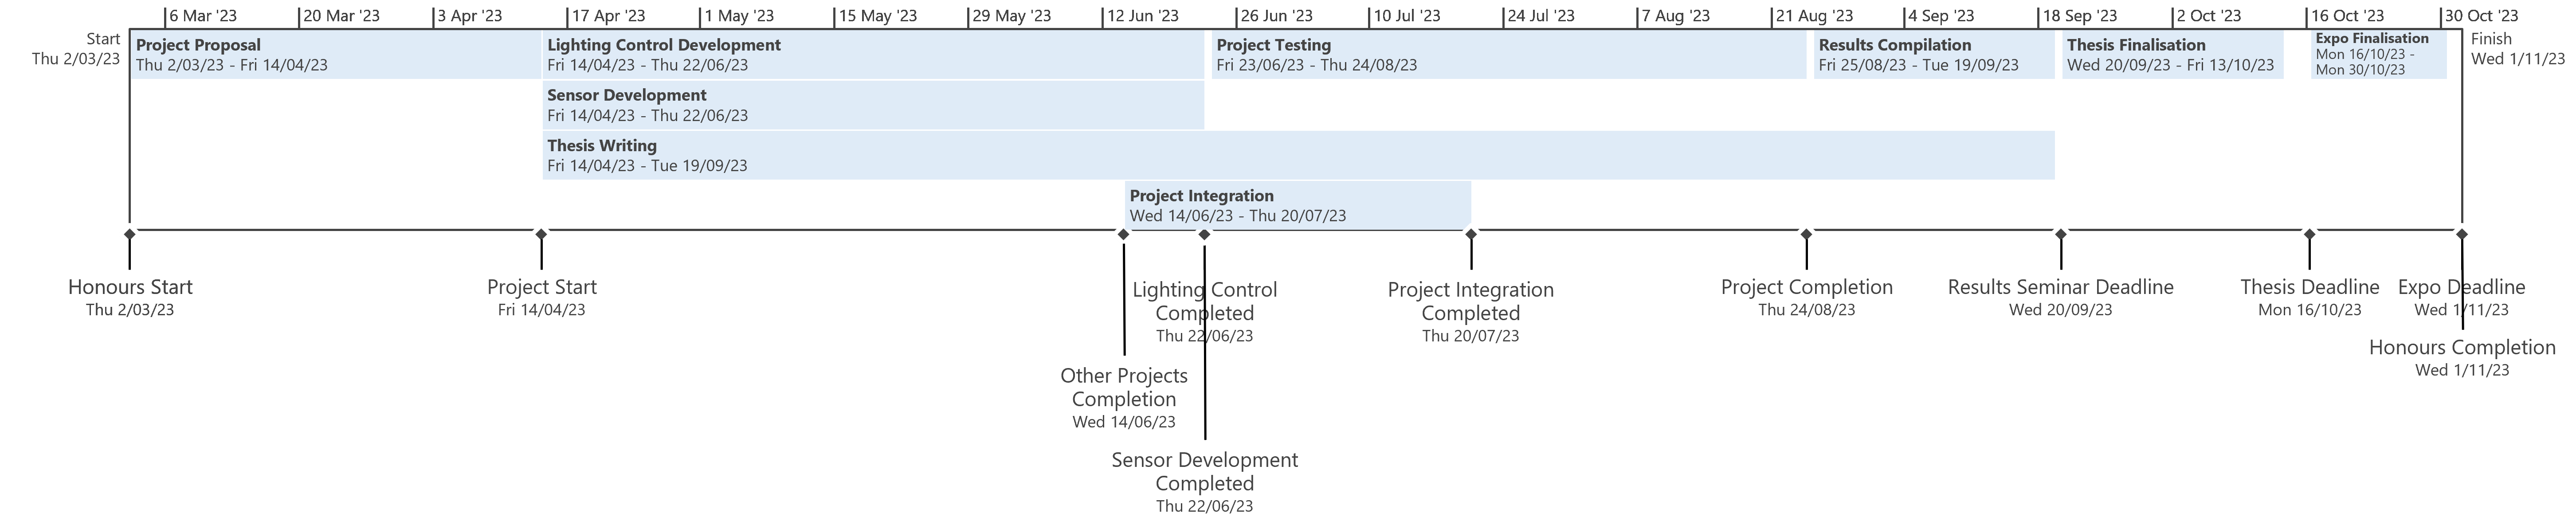 6 Mar '23
20 Mar '23
3 Apr '23
17 Apr '23
1 May '23
15 May '23
29 May '23
12 Jun '23
26 Jun '23
10 Jul '23
24 Jul '23
7 Aug '23
21 Aug '23
4 Sep '23
18 Sep '23
2 Oct '23
16 Oct '23
30 Oct '23
Start
Thu 2/03/23
Project Proposal
Thu 2/03/23 - Fri 14/04/23
Lighting Control Development
Fri 14/04/23 - Thu 22/06/23
Project Testing
Fri 23/06/23 - Thu 24/08/23
Results Compilation
Fri 25/08/23 - Tue 19/09/23
Thesis Finalisation
Wed 20/09/23 - Fri 13/10/23
Expo Finalisation
Mon 16/10/23 -
Mon 30/10/23
Finish
Wed 1/11/23
Sensor Development
Fri 14/04/23 - Thu 22/06/23
Thesis Writing
Fri 14/04/23 - Tue 19/09/23
Project Integration
Wed 14/06/23 - Thu 20/07/23
Honours Start
Thu 2/03/23
Project Start
Fri 14/04/23
Lighting Control
Completed
Thu 22/06/23
Project Integration
Completed
Thu 20/07/23
Project Completion
Thu 24/08/23
Results Seminar Deadline
Wed 20/09/23
Thesis Deadline
Mon 16/10/23
Expo Deadline
Wed 1/11/23
Honours Completion
Wed 1/11/23
Other Projects
Completion
Wed 14/06/23
Sensor Development
Completed
Thu 22/06/23